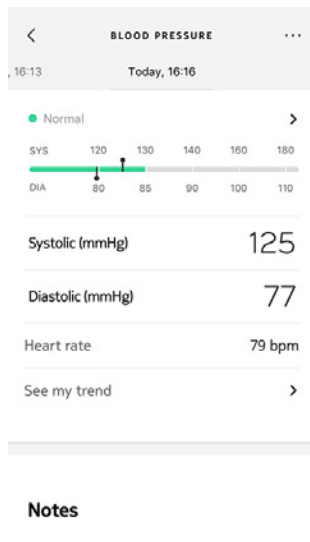 BLOOD PRESSURE
, 16:13 Today, 16:16
Normal
SYS 120 130 140 160 180
DIA 80 85 90 100 110
Systolic (mmHg) 125
Diastolic (mmHg) 77
Heart rate 79 bpm
See my trend
Notes